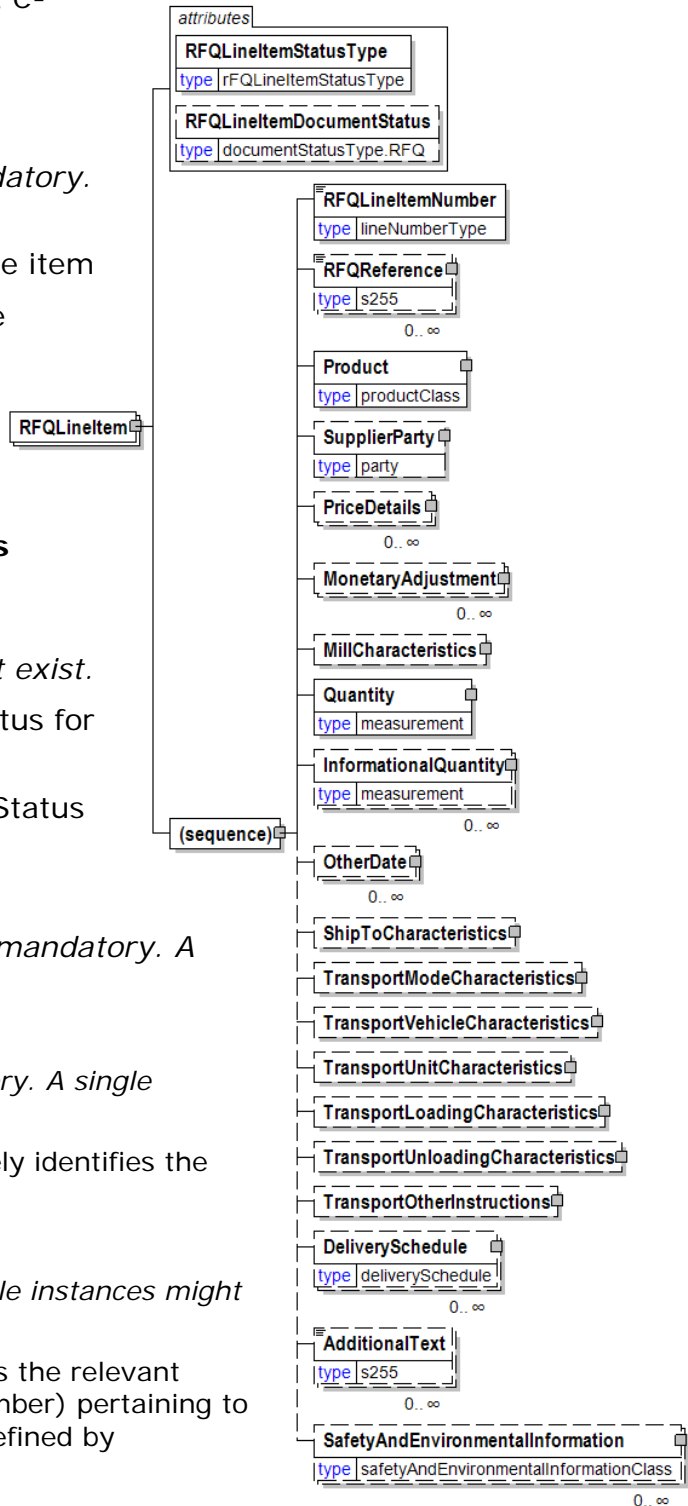 e-
datory.
e item
e
s
t exist.
tus for
Status
mandatory. A
ry. A single
ely identifies the
le instances might
s the relevant
mber) pertaining to
efined by
RFQLineItem
attributes
RFQLineItemStatusType
type rFQLineItemStatusType
RFQLineItemDocumentStatus
type documentStatusType.RFQ
(sequence)
RFQLineItemNumber
type lineNumberType
RFQReference
type s255
0.. ∞
Product
type productClass
SupplierParty
type party
PriceDetails
0.. ∞
MonetaryAdjustment
0.. ∞
MillCharacteristics
Quantity
type measurement
InformationalQuantity
type measurement
0.. ∞
OtherDate
0.. ∞
ShipToCharacteristics
TransportModeCharacteristics
TransportVehicleCharacteristics
TransportUnitCharacteristics
TransportLoadingCharacteristics
TransportUnloadingCharacteristics
TransportOtherInstructions
DeliverySchedule
type deliverySchedule
0.. ∞
AdditionalText
type s255
0.. ∞
SafetyAndEnvironmentalInformation
type safetyAndEnvironmentalInformationClass
0.. ∞